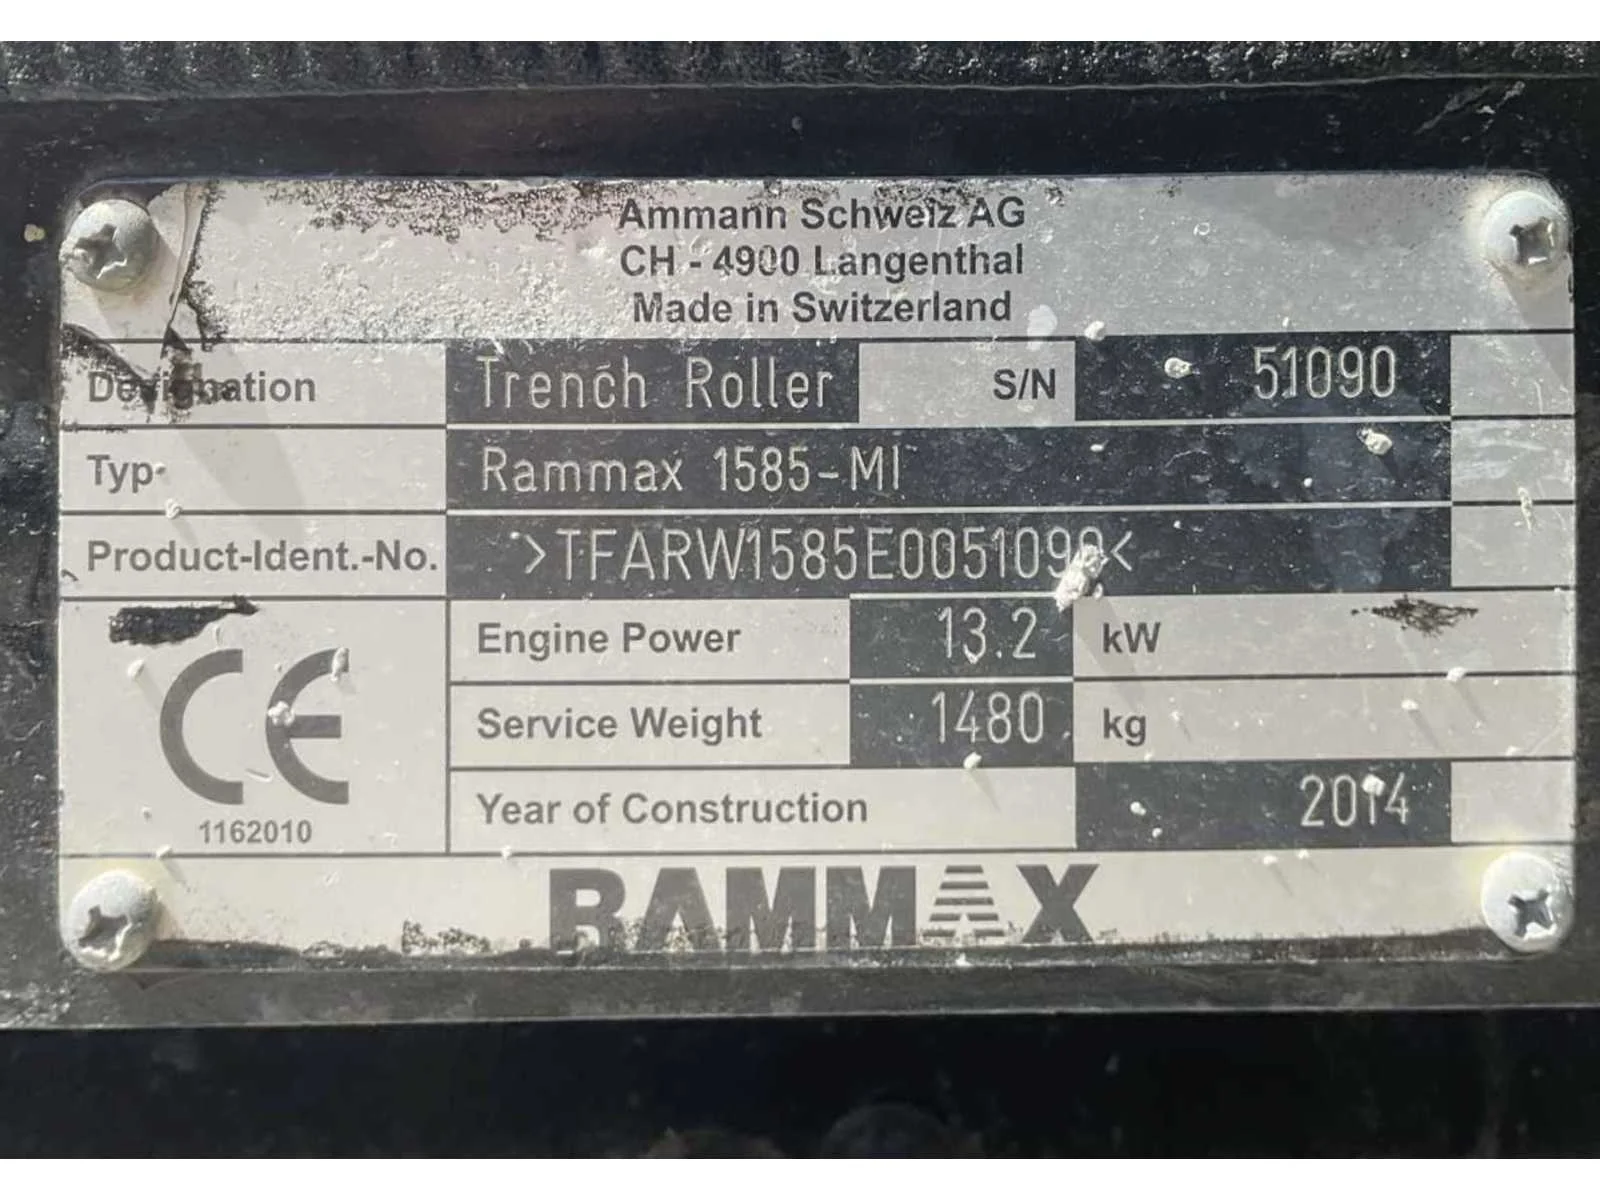 Ammann Schweiz AG
CH - 4900 Langenthal
Made in Switzerland
Designation Trench Roller S/N 51090
Typ. Rammax 1585-MI
Product-Ident.-No. >TFARW1585E0051090<
Engine Power 13.2 kW
Service Weight 1480 kg
Year of Construction 2014
CE
1162010
RAMMAX